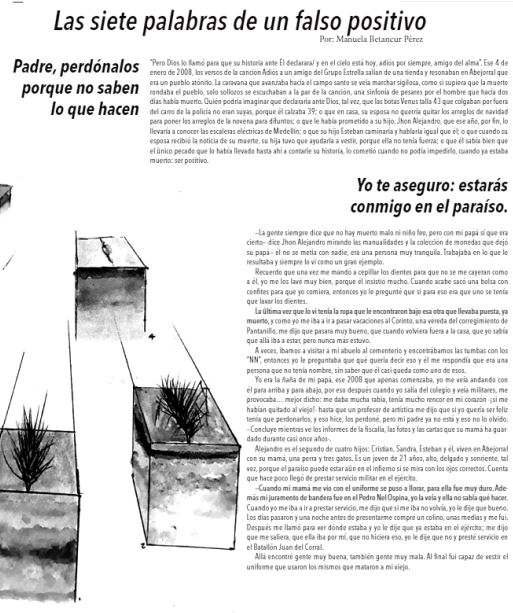 Las siete palabras de un falso positivo
Por: Manuela Betancur Pérez
Padre, perdónalos
porque no saben
lo que hacen
"Pero Dios lo llamó para que su historia ante Él declarara/ y en el cielo está hoy, adiós por siempre, amigo del alma". Ese 4 de
enero de 2008, los versos de la canción Adiós a un amigo del Grupo Estrella salían de una tienda y resonaban en Abejorral que
era un pueblo atónito. La caravana que avanzaba hacía el campo santo se veía marchar sigilosa, como si supiera que la muerte
rondaba el pueblo, solo sollozos se escuchaban a la par de la canción, una sinfonía de pesares por el hombre que hacía dos
días había muerto. Quién podría imaginar que declararía ante Dios, tal vez, que las botas Venus talla 43 que colgaban por fuera
del carro de la policía no eran suyas, porque él calzaba 39; o que en casa, su esposa no querría quitar los arreglos de navidad
para poner los arreglos de la novena para difuntos; o que le había prometido a su hijo, Jhon Alejandro, que ese año, por fin, lo
llevaría a conocer las escaleras eléctricas de Medellín; o que su hijo Esteban caminaría y hablaría igual que él; o que cuando su
esposa recibió la noticia de su muerte, su hija tuvo que ayudarla a vestir, porque ella no tenía fuerza; o que él sabía bien que
el único pecado que lo había llevado hasta ahí a contarle su historia, lo cometió cuando no podía impedirlo, cuando ya estaba
muerto: ser positivo.
Yo te aseguro: estarás
conmigo en el paraíso.
–La gente siempre dice que no hay muerto malo ni niño feo, pero con mi papá sí que era
cierto– dice Jhon Alejandro mirando las manualidades y la colección de monedas que dejó
su papá– él no se metía con nadie, era una persona muy tranquila. Trabajaba en lo que le
resultaba y siempre lo vi como un gran ejemplo.
Recuerdo que una vez me mandó a cepillar los dientes para que no se me cayeran como
a él, yo me los lavé muy bien, porque él insistió mucho. Cuando acabé sacó una bolsa con
confites para que yo comiera, entonces yo le pregunté que si para eso era que uno se tenía
que lavar los dientes.
La última vez que lo vi tenía la ropa que le encontraron bajo esa otra que llevaba puesta, ya
muerto, y como yo me iba a ir a pasar vacaciones al Corinto, una vereda del corregimiento de
Pantanillo, me dijo que pasara muy bueno, que cuando volviera fuera a la casa, que yo sabía
que allá iba a estar, pero nunca más estuvo.
A veces, íbamos a visitar a mi abuelo al cementerio y encontrábamos las tumbas con los
"NN", entonces yo le preguntaba que qué quería decir eso y él me respondía que era una
persona que no tenía nombre, sin saber que él casi queda como uno de esos.
Yo era la ñaña de mi papá, ese 2008 que apenas comenzaba, yo me veía andando con
él para arriba y para abajo, por eso después cuando yo salía del colegio y veía militares, me
provocaba… mejor dicho: me daba mucha rabia, tenía mucho rencor en mi corazón ¡si me
habían quitado al viejo!- hasta que un profesor de artística me dijo que si yo quería ser feliz
tenía que perdonarlos, y eso hice, los perdoné, pero mi padre ya no está y eso no lo olvido.
–Concluye mientras ve los informes de la fiscalía, las fotos y las cartas que su mamá ha guar-
dado durante casi once años-.
Alejandro es el segundo de cuatro hijos: Cristian, Sandra, Esteban y él, viven en Abejorral
con su mamá, una perra y tres gatos. Es un joven de 21 años, alto, delgado y sonriente, tal
vez, porque el paraíso puede estar aún en el infierno si se mira con los ojos correctos. Cuenta
que hace poco llegó de prestar servicio militar en el ejército.
–Cuando mi mamá me vio con el uniforme se puso a llorar, para ella fue muy duro. Ade-
más mi juramento de bandera fue en el Pedro Nel Ospina, yo la veía y ella no sabía qué hacer.
Cuando yo me iba a ir a prestar servicio, me dijo que si me iba no volvía, yo le dije que bueno.
Los días pasaron y una noche antes de presentarme compré un colino, unas medias y me fui.
Después me llamó para ver dónde estaba y yo le dije que ya estaba en el ejército; me dijo
que me saliera, que ella iba por mí, que no hiciera eso, yo le dije que no y presté servicio en
el Batallón Juan del Corral.
Allá encontré gente muy buena, también gente muy mala. Al final fui capaz de vestir el
uniforme que usaron los mismos que mataron a mi viejo.